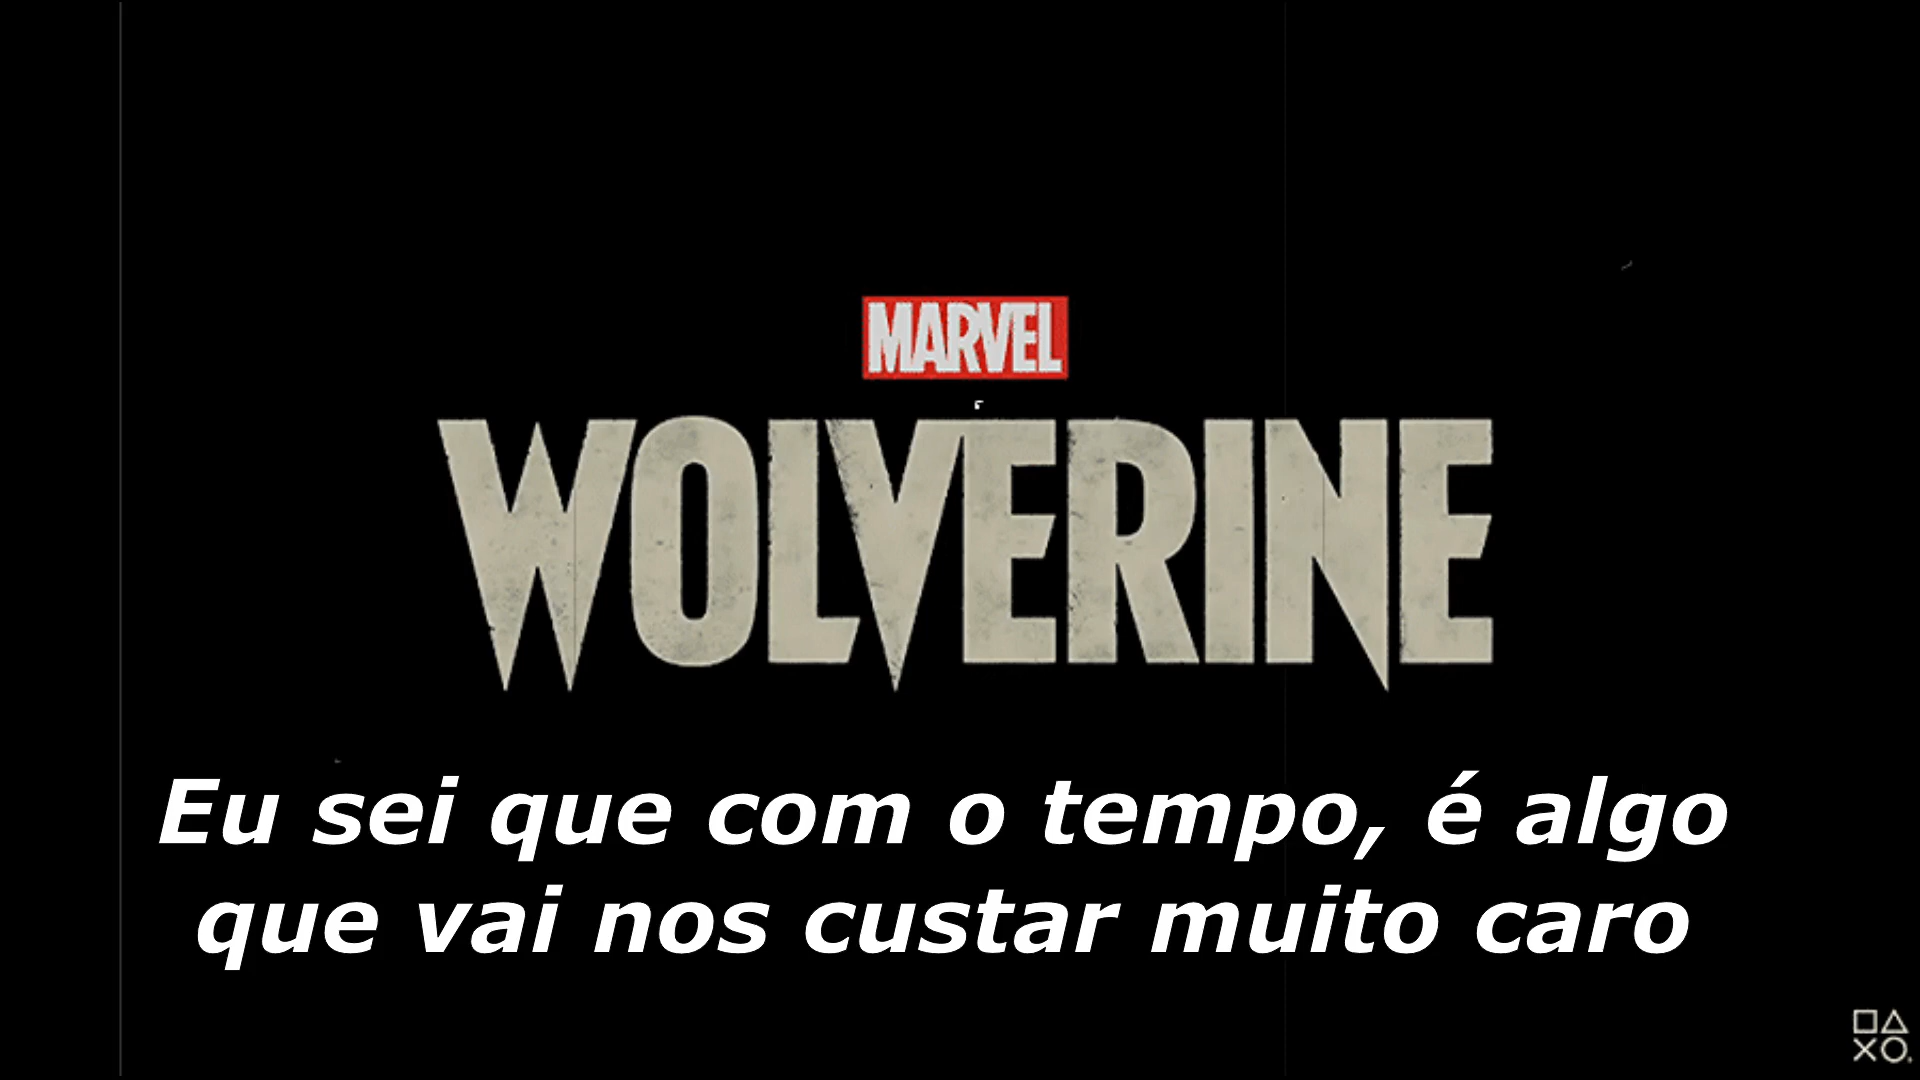 MARVEL
WOLVERINE
Eu sei que com o tempo, é algo
que vai nos custar muito caro